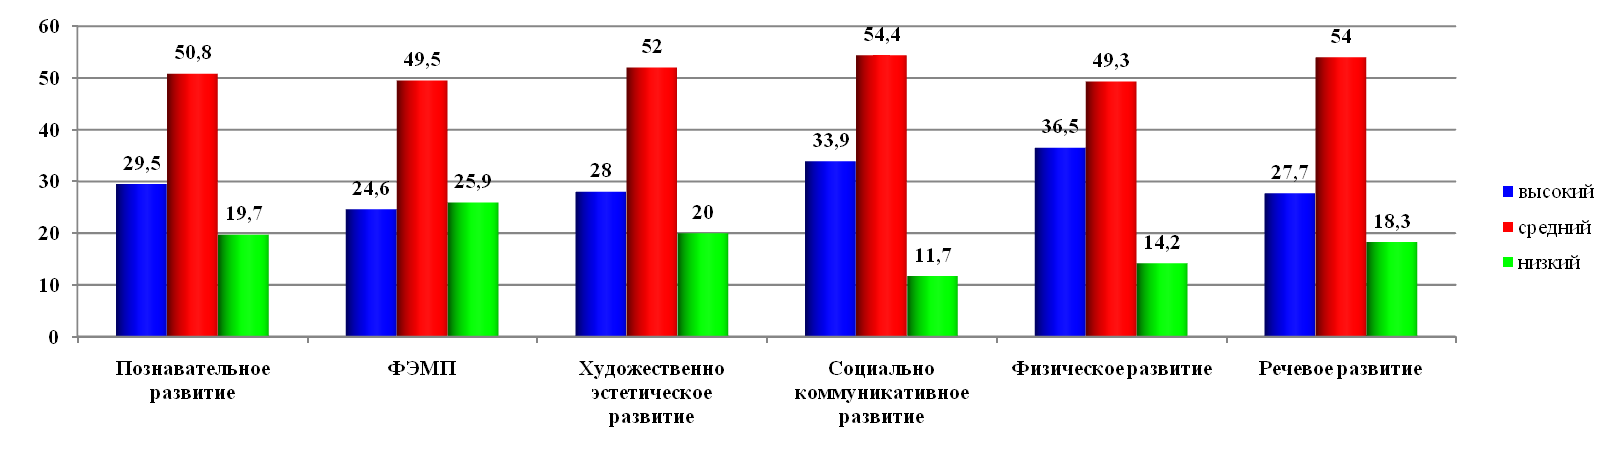 60
50
40
30
20
10
0
50,8
29,5
19,7
49,5
24,6
25,9
52
28
20
54,4
33,9
11,7
49,3
36,5
14,2
54
27,7
18,3
Познавательное
развитие
ФЭМП
Художественно
эстетическое
развитие
Социально
коммуникативное
развитие
Физическое развитие
Речевое развитие
высокий
средний
низкий